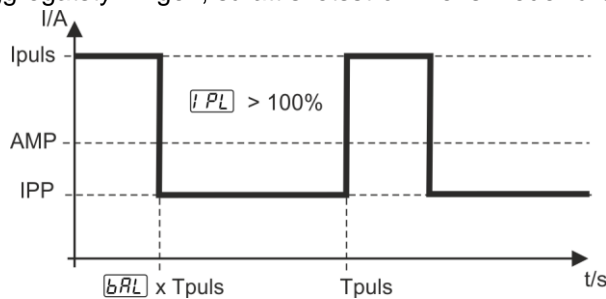 I/A
Ipuls
IPL > 100%
AMP
IPP
bAL x Tpuls
Tpuls
t/s